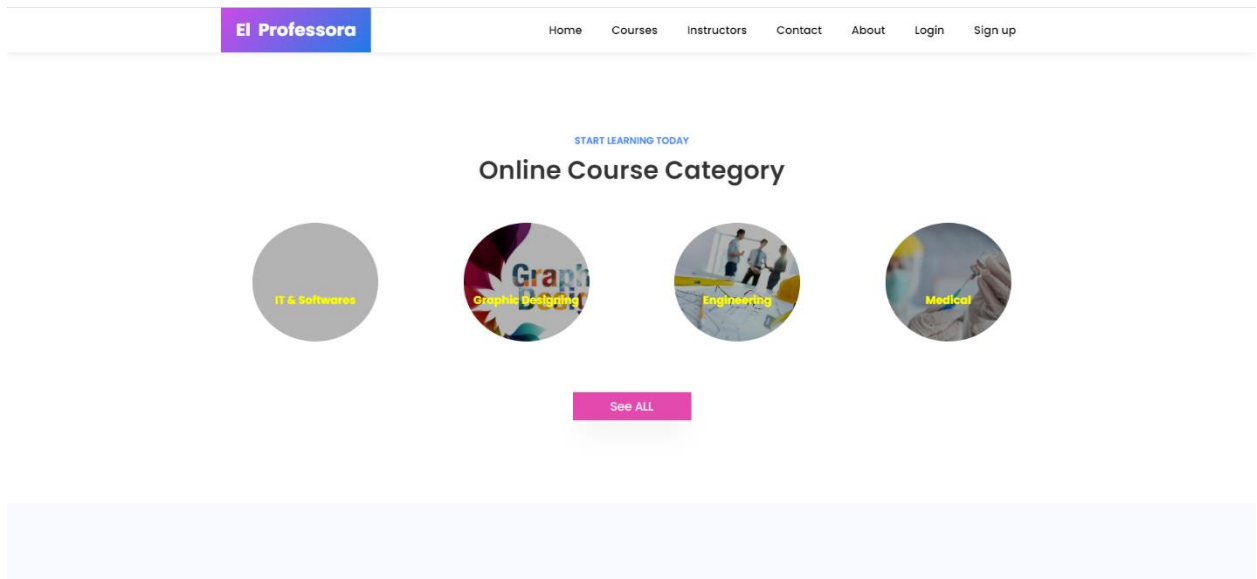 El Professora
Home Courses Instructors Contact About Login Sign up
START LEARNING TODAY
Online Course Category
IT & Softwares
Graphic Designing
Engineering
Medical
See ALL